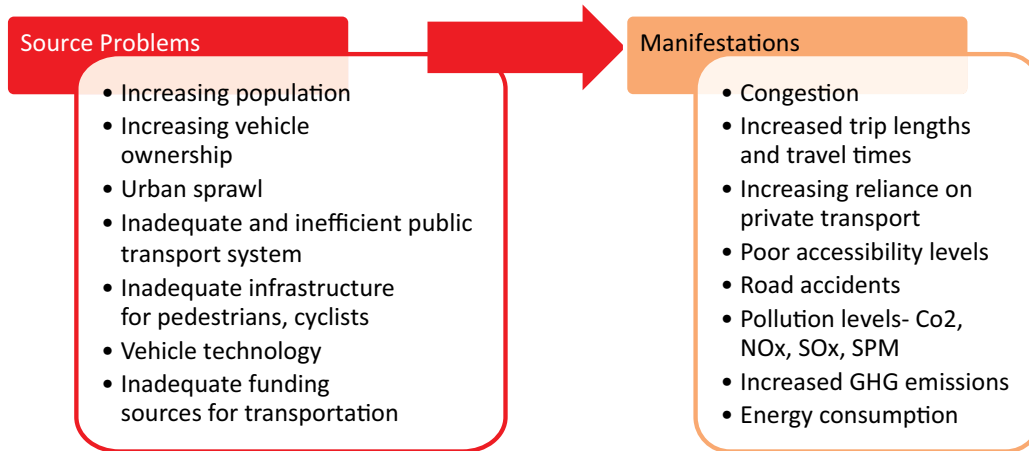 Source Problems
• Increasing population
• Increasing vehicle
ownership
• Urban sprawl
• Inadequate and inefficient public
transport system
• Inadequate infrastructure
for pedestrians, cyclists
• Vehicle technology
• Inadequate funding
sources for transportation
Manifestations
• Congestion
• Increased trip lengths
and travel times
• Increasing reliance on
private transport
• Poor accessibility levels
• Road accidents
• Pollution levels- Co2,
NOx, SOx, SPM
• Increased GHG emissions
• Energy consumption